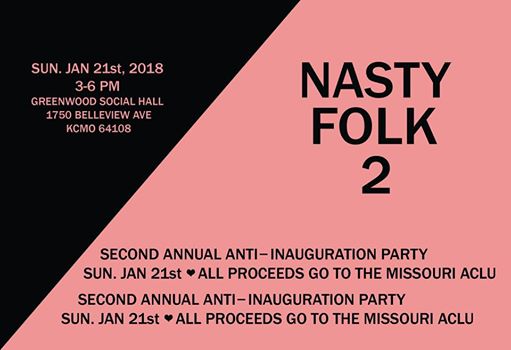 SUN. JAN 21st, 2018
3-6 PM
GREENWOOD SOCIAL HALL
1750 BELLEVIEW AVE
KCMO 64108
NASTY
FOLK
2
SECOND ANNUAL ANTI–INAUGURATION PARTY
SUN. JAN 21st ❤ ALL PROCEEDS GO TO THE MISSOURI ACLU
SECOND ANNUAL ANTI–INAUGURATION PARTY
SUN. JAN 21st ❤ ALL PROCEEDS GO TO THE MISSOURI ACLU